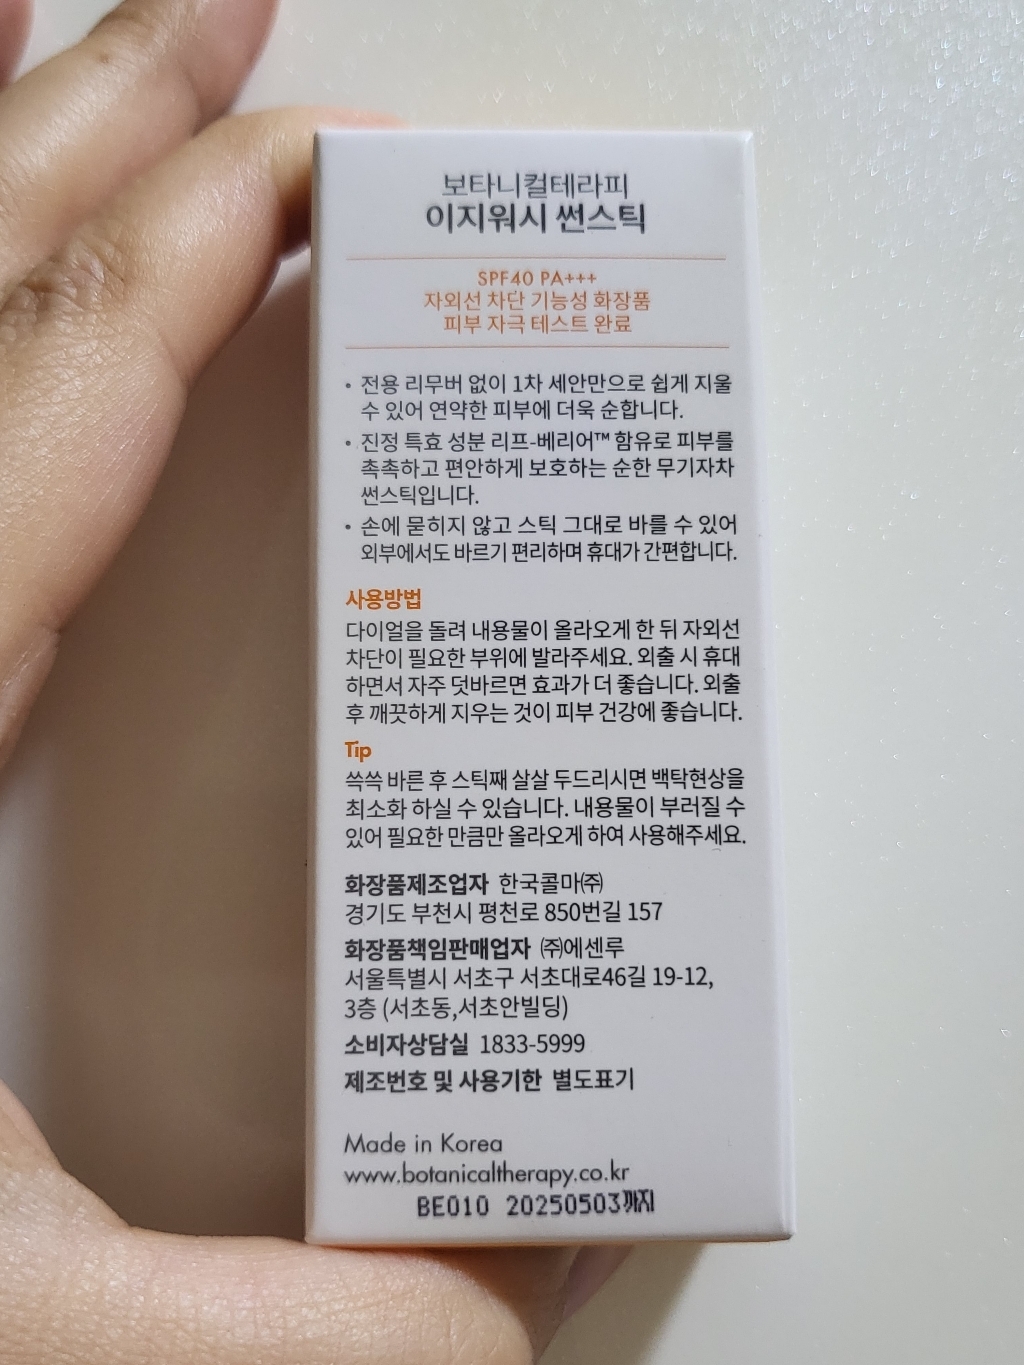 보타니컬테라피
이지워시 썬스틱
SPF40 PA+++
자외선 차단 기능성 화장품
피부 자극 테스트 완료
• 전용 리무버 없이 1차 세안만으로 쉽게 지울
수 있어 연약한 피부에 더욱 순합니다.
• 진정 특효 성분 리프-베리어™ 함유로 피부를
촉촉하고 편안하게 보호하는 순한 무기자차
썬스틱입니다.
• 손에 묻히지 않고 스틱 그대로 바를 수 있어
외부에서도 바르기 편리하며 휴대가 간편합니다.
사용방법
다이얼을 돌려 내용물이 올라오게 한 뒤 자외선
차단이 필요한 부위에 발라주세요. 외출 시 휴대
하면서 자주 덧바르면 효과가 더 좋습니다. 외출
후 깨끗하게 지우는 것이 피부 건강에 좋습니다.
Tip
쓱쓱 바른 후 스틱째 살살 두드리시면 백탁현상을
최소화 하실 수 있습니다. 내용물이 부러질 수
있어 필요한 만큼만 올라오게 하여 사용해주세요.
화장품제조업자 한국콜마㈜
경기도 부천시 평천로 850번길 157
화장품책임판매업자 ㈜에센루
서울특별시 서초구 서초대로46길 19-12,
3층 (서초동,서초안빌딩)
소비자상담실 1833-5999
제조번호 및 사용기한 별도표기
Made in Korea
www.botanicaltherapy.co.kr
BE010 20250503까지